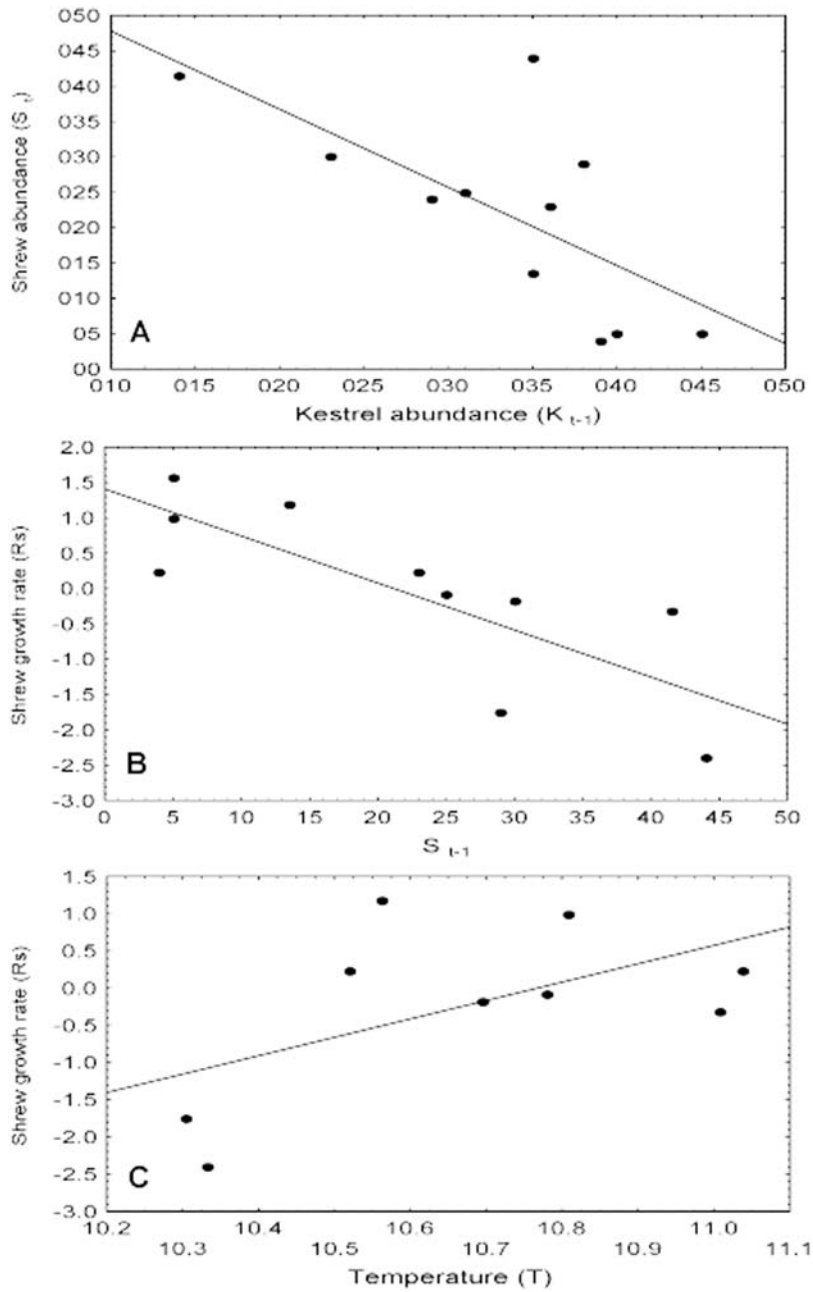 Shrew abundance (S t)
050
045
040
035
030
025
020
015
010
05
00
A
010 015 020 025 030 035 040 045 050
Kestrel abundance (K t-1)
Shrew growth rate (Rs)
2.0
1.5
1.0
0.5
0.0
-0.5
-1.0
-1.5
-2.0
-2.5
-3.0
B
0 5 10 15 20 25 30 35 40 45 50
S t-1
Shrew growth rate (Rs)
1.5
1.0
0.5
0.0
-0.5
-1.0
-1.5
-2.0
-2.5
-3.0
C
10.2 10.4 10.6 10.8 11.0
10.3 10.5 10.7 10.9 11.1
Temperature (T)